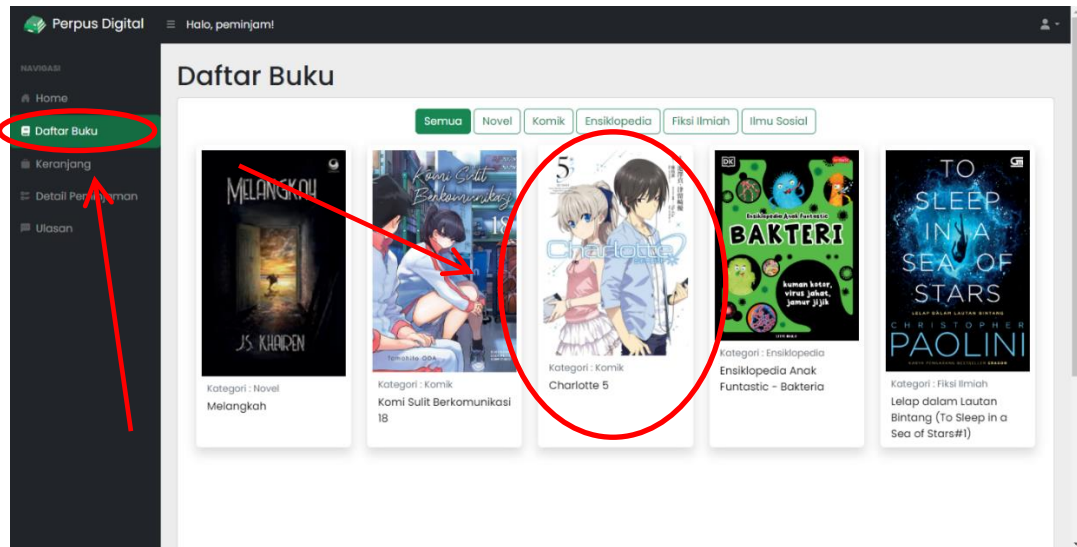 Perpus Digital
Halo, peminjam!
NAVIGASI
Home
Daftar Buku
Keranjang
Detail Peminjaman
Ulasan
Daftar Buku
Semua
Novel
Komik
Ensiklopedia
Fiksi Ilmiah
Ilmu Sosial
MELANGKAH
JS KHAIREN
Kategori : Novel
Melangkah
Komi Sulit
Berkomunikasi
18
Tomohito ODA
Kategori : Komik
Komi Sulit Berkomunikasi
18
5
Charlotte
Kategori : Komik
Charlotte 5
DK
Ensiklopedia Anak Funtastic
BAKTERI
kuman kotor,
virus jahat,
jamur jijik
Kategori : Ensiklopedia
Ensiklopedia Anak
Funtastic - Bakteria
TO
SLEEP
IN A
SEA OF
STARS
LELAP DALAM LAUTAN BINTANG
CHRISTOPHER
PAOLINI
Kategori : Fiksi Ilmiah
Lelap dalam Lautan
Bintang (To Sleep in a
Sea of Stars#1)